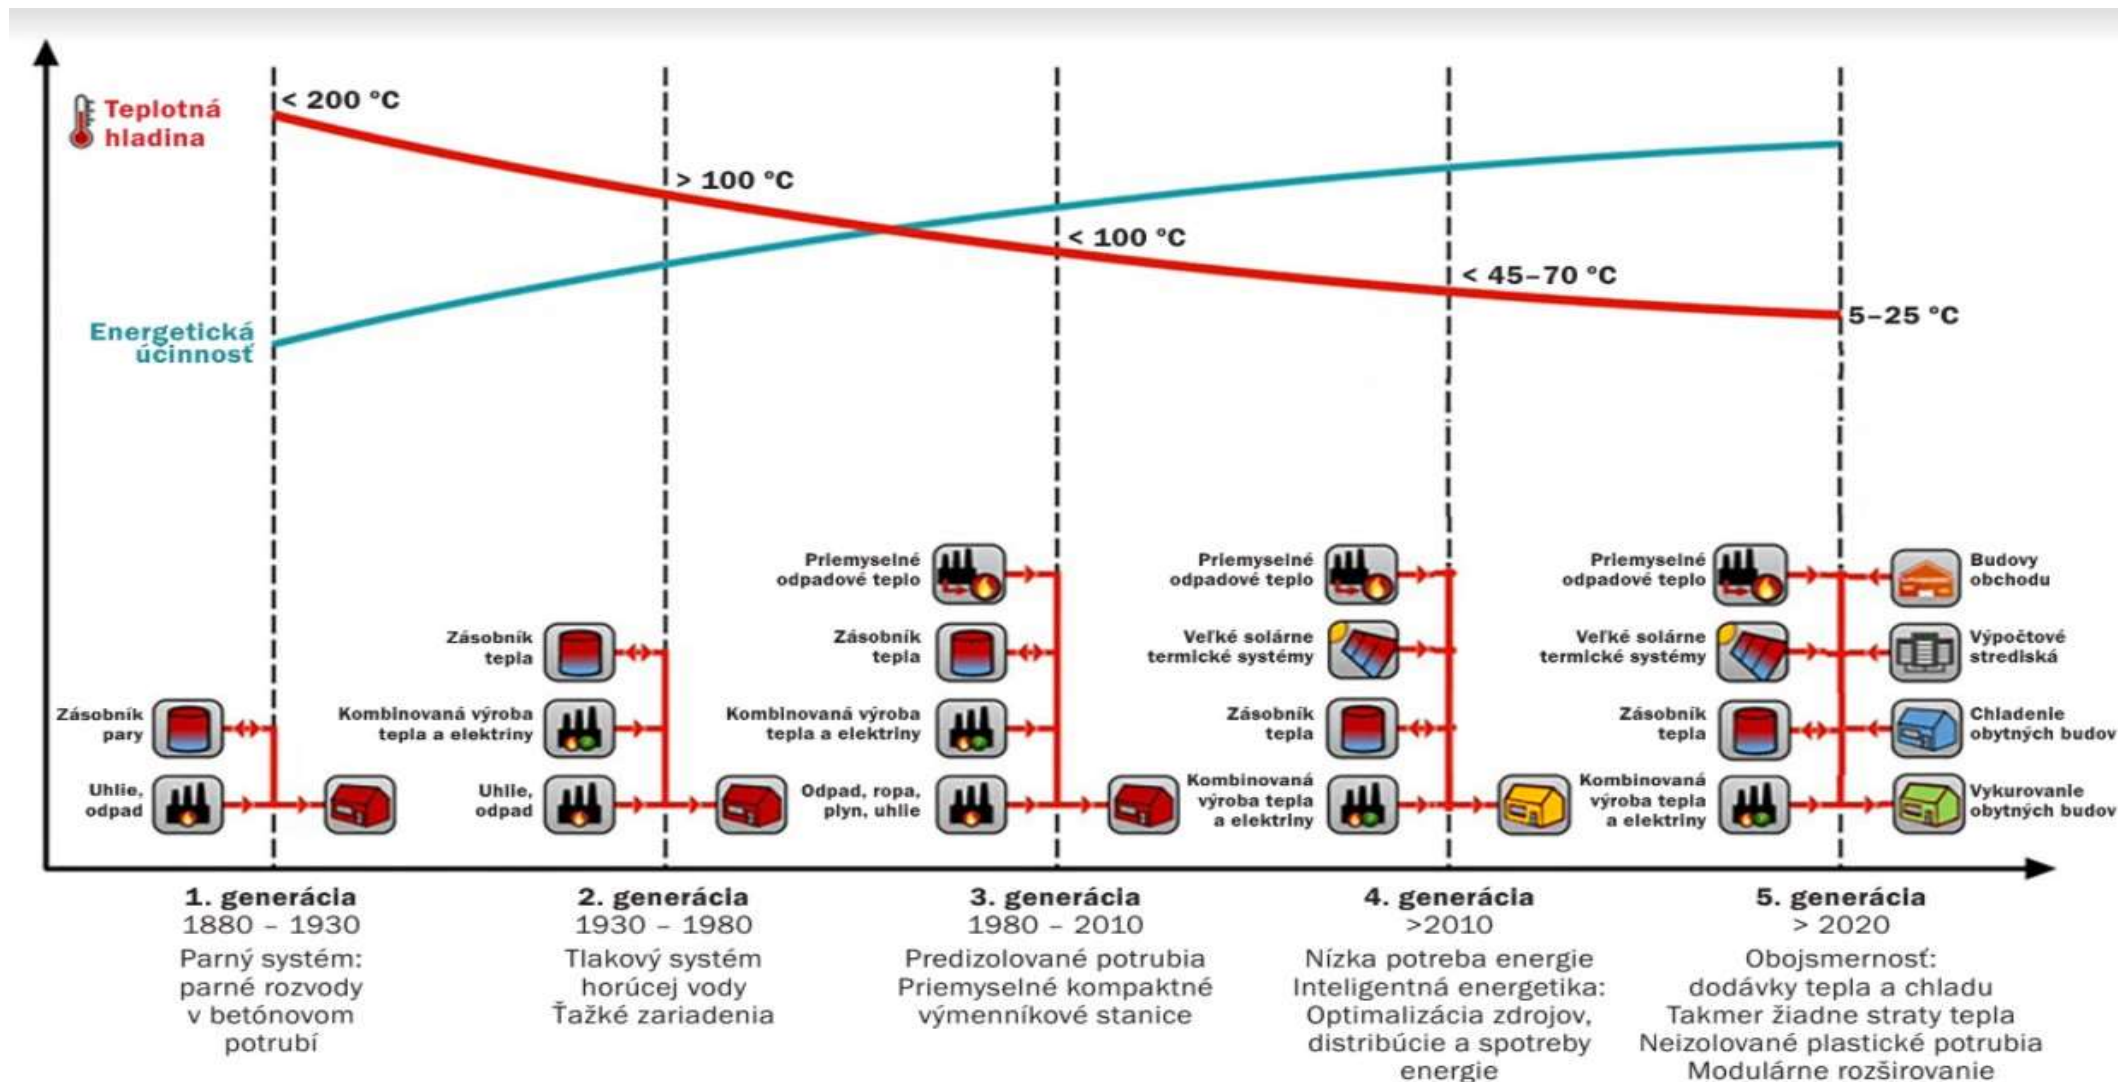 Teplotná
hladina
< 200 °C
> 100 °C
< 100 °C
< 45–70 °C
5–25 °C
Energetická
účinnosť
Zásobník
pary
Uhlie,
odpad
Zásobník
tepla
Kombinovaná výroba
tepla a elektriny
Uhlie,
odpad
Priemyselné
odpadové teplo
Zásobník
tepla
Kombinovaná výroba
tepla a elektriny
Odpad, ropa,
plyn, uhlie
Priemyselné
odpadové teplo
Veľké solárne
termické systémy
Zásobník
tepla
Kombinovaná
výroba tepla
a elektriny
Priemyselné
odpadové teplo
Veľké solárne
termické systémy
Zásobník
tepla
Kombinovaná
výroba tepla
a elektriny
Budovy
obchodu
Výpočtové
strediská
Chladenie
obytných budov
Vykurovanie
obytných budov
1. generácia
1880 – 1930
Parný systém:
parné rozvody
v betónovom
potrubí
2. generácia
1930 – 1980
Tlakový systém
horúcej vody
Ťažké zariadenia
3. generácia
1980 – 2010
Predizolované potrubia
Priemyselné kompaktné
výmenníkové stanice
4. generácia
>2010
Nízka potreba energie
Inteligentná energetika:
Optimalizácia zdrojov,
distribúcie a spotreby
energie
5. generácia
> 2020
Obojsmernosť:
dodávky tepla a chladu
Takmer žiadne straty tepla
Neizolované plastické potrubia
Modulárne rozširovanie